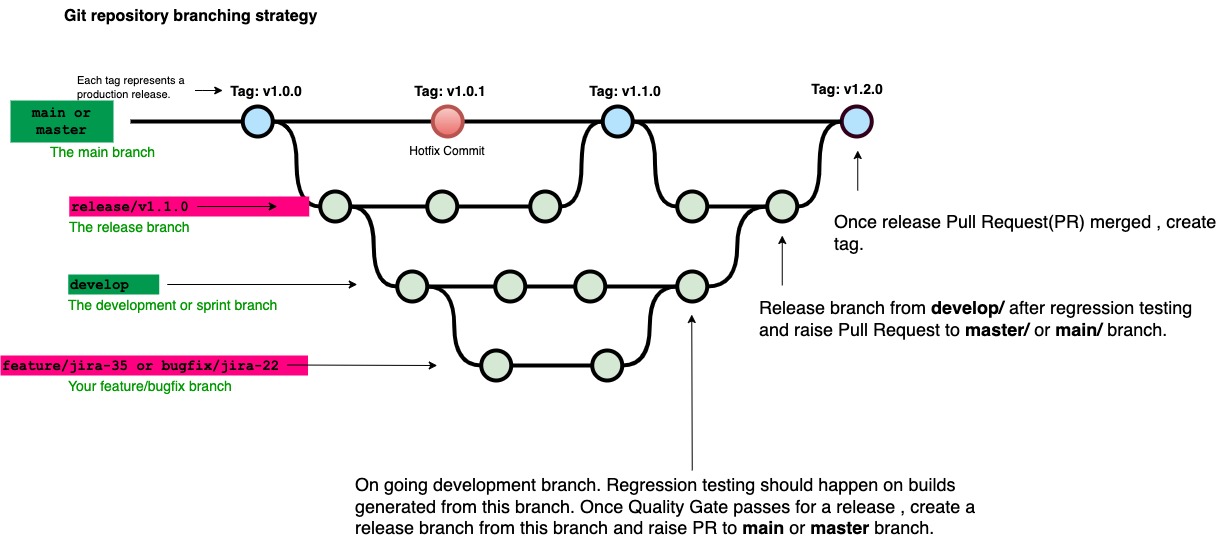 Git repository branching strategy
Each tag represents a
production release.
Tag: v1.0.0
Tag: v1.0.1
Tag: v1.1.0
Tag: v1.2.0
main or
master
The main branch
Hotfix Commit
release/v1.1.0
The release branch
Once release Pull Request(PR) merged , create
tag.
develop
The development or sprint branch
Release branch from develop/ after regression testing
and raise Pull Request to master/ or main/ branch.
feature/jira-35 or bugfix/jira-22
Your feature/bugfix branch
On going development branch. Regression testing should happen on builds
generated from this branch. Once Quality Gate passes for a release , create a
release branch from this branch and raise PR to main or master branch.